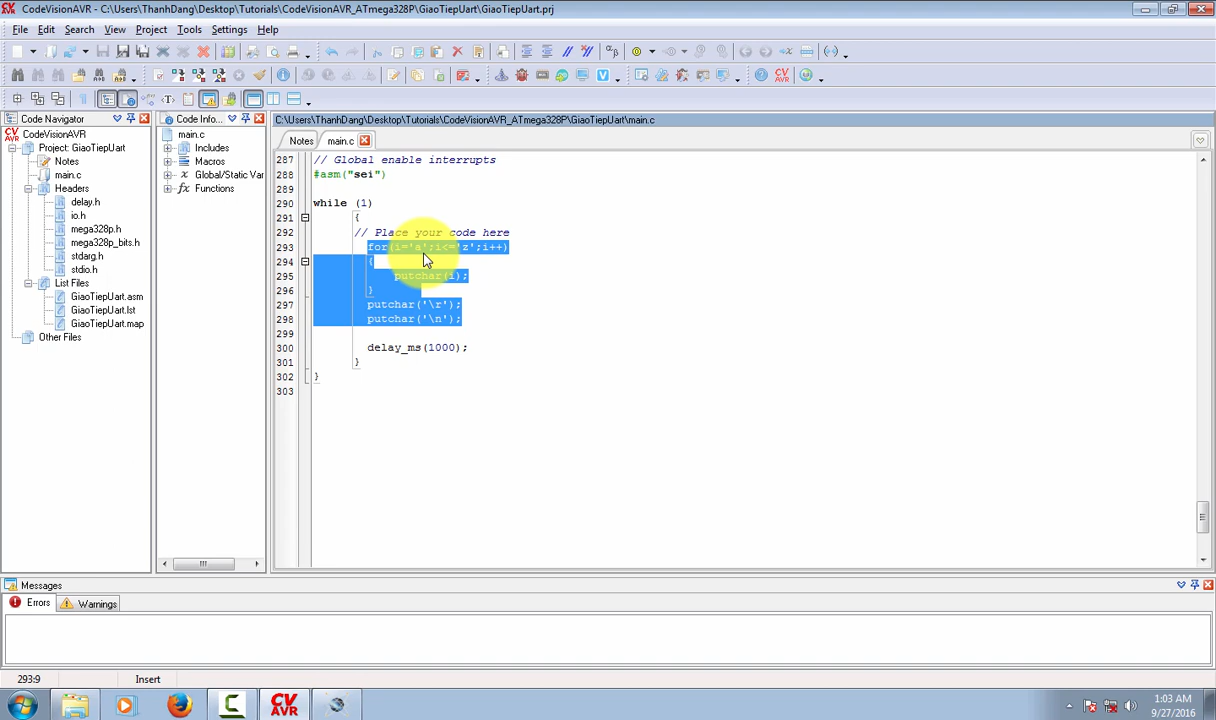 CodeVisionAVR - C:\Users\ThanhDang\Desktop\Tutorials\CodeVisionAVR_ATmega328P\GiaoTiepUart\GiaoTiepUart.prj
File Edit Search View Project Tools Settings Help
Code Navigator
CodeVisionAVR
Project: GiaoTiepUart
Notes
main.c
Headers
delay.h
io.h
mega328p.h
mega328p_bits.h
stdarg.h
stdio.h
List Files
GiaoTiepUart.asm
GiaoTiepUart.lst
GiaoTiepUart.map
Other Files
Code Info...
main.c
Includes
Macros
Global/Static Var
Functions
C:\Users\ThanhDang\Desktop\Tutorials\CodeVisionAVR_ATmega328P\GiaoTiepUart\main.c
Notes main.c
287 // Global enable interrupts
288 #asm("sei")
289
290 while (1)
291 {
292 // Place your code here
293 for(i='a';i<='z';i++)
294 {
295 putchar(i);
296 }
297 putchar('\r');
298 putchar('\n');
299
300 delay_ms(1000);
301 }
302 }
303
Messages
Errors Warnings
293:9 Insert
CV AVR
1:03 AM
9/27/2016